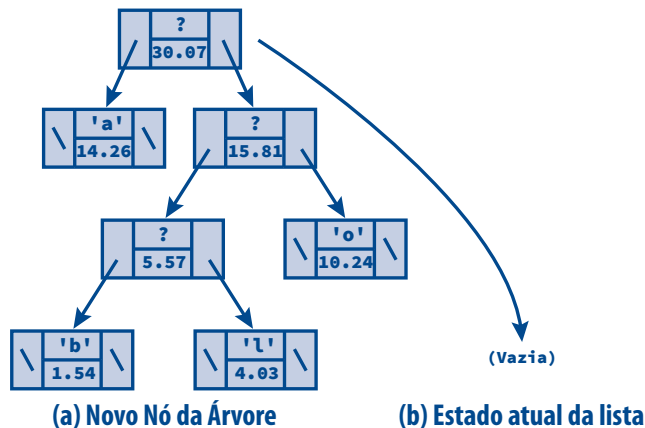 ?
30.07
'a'
14.26
?
15.81
?
5.57
'o'
10.24
'b'
1.54
'l'
4.03
(Vazia)
(a) Novo Nó da Árvore
(b) Estado atual da lista